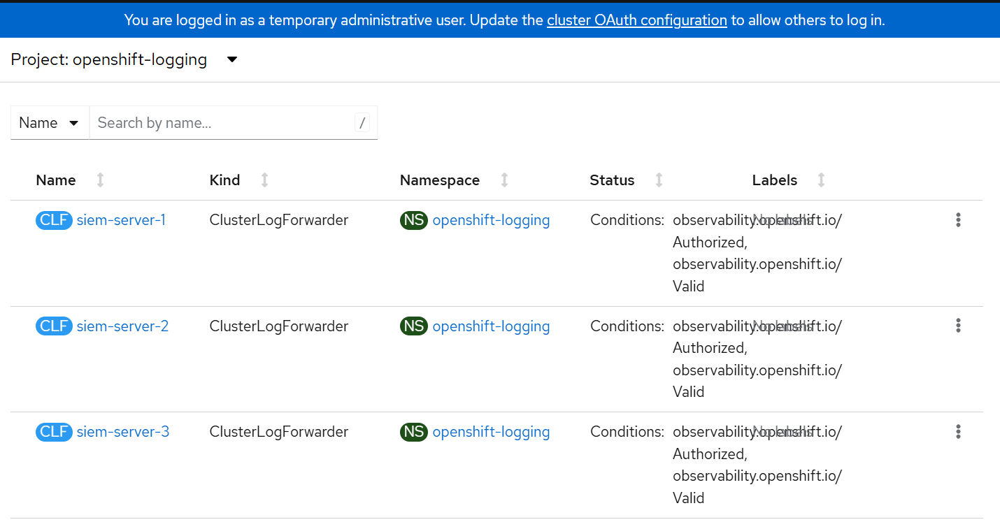 You are logged in as a temporary administrative user. Update the cluster OAuth configuration to allow others to log in.
Project: openshift-logging
Name Search by name... /
Name Kind Namespace Status Labels
CLF siem-server-1 ClusterLogForwarder NS openshift-logging Conditions: observability.openshift.io/ No labels
Authorized,
observability.openshift.io/
Valid
CLF siem-server-2 ClusterLogForwarder NS openshift-logging Conditions: observability.openshift.io/ No labels
Authorized,
observability.openshift.io/
Valid
CLF siem-server-3 ClusterLogForwarder NS openshift-logging Conditions: observability.openshift.io/ No labels
Authorized,
observability.openshift.io/
Valid